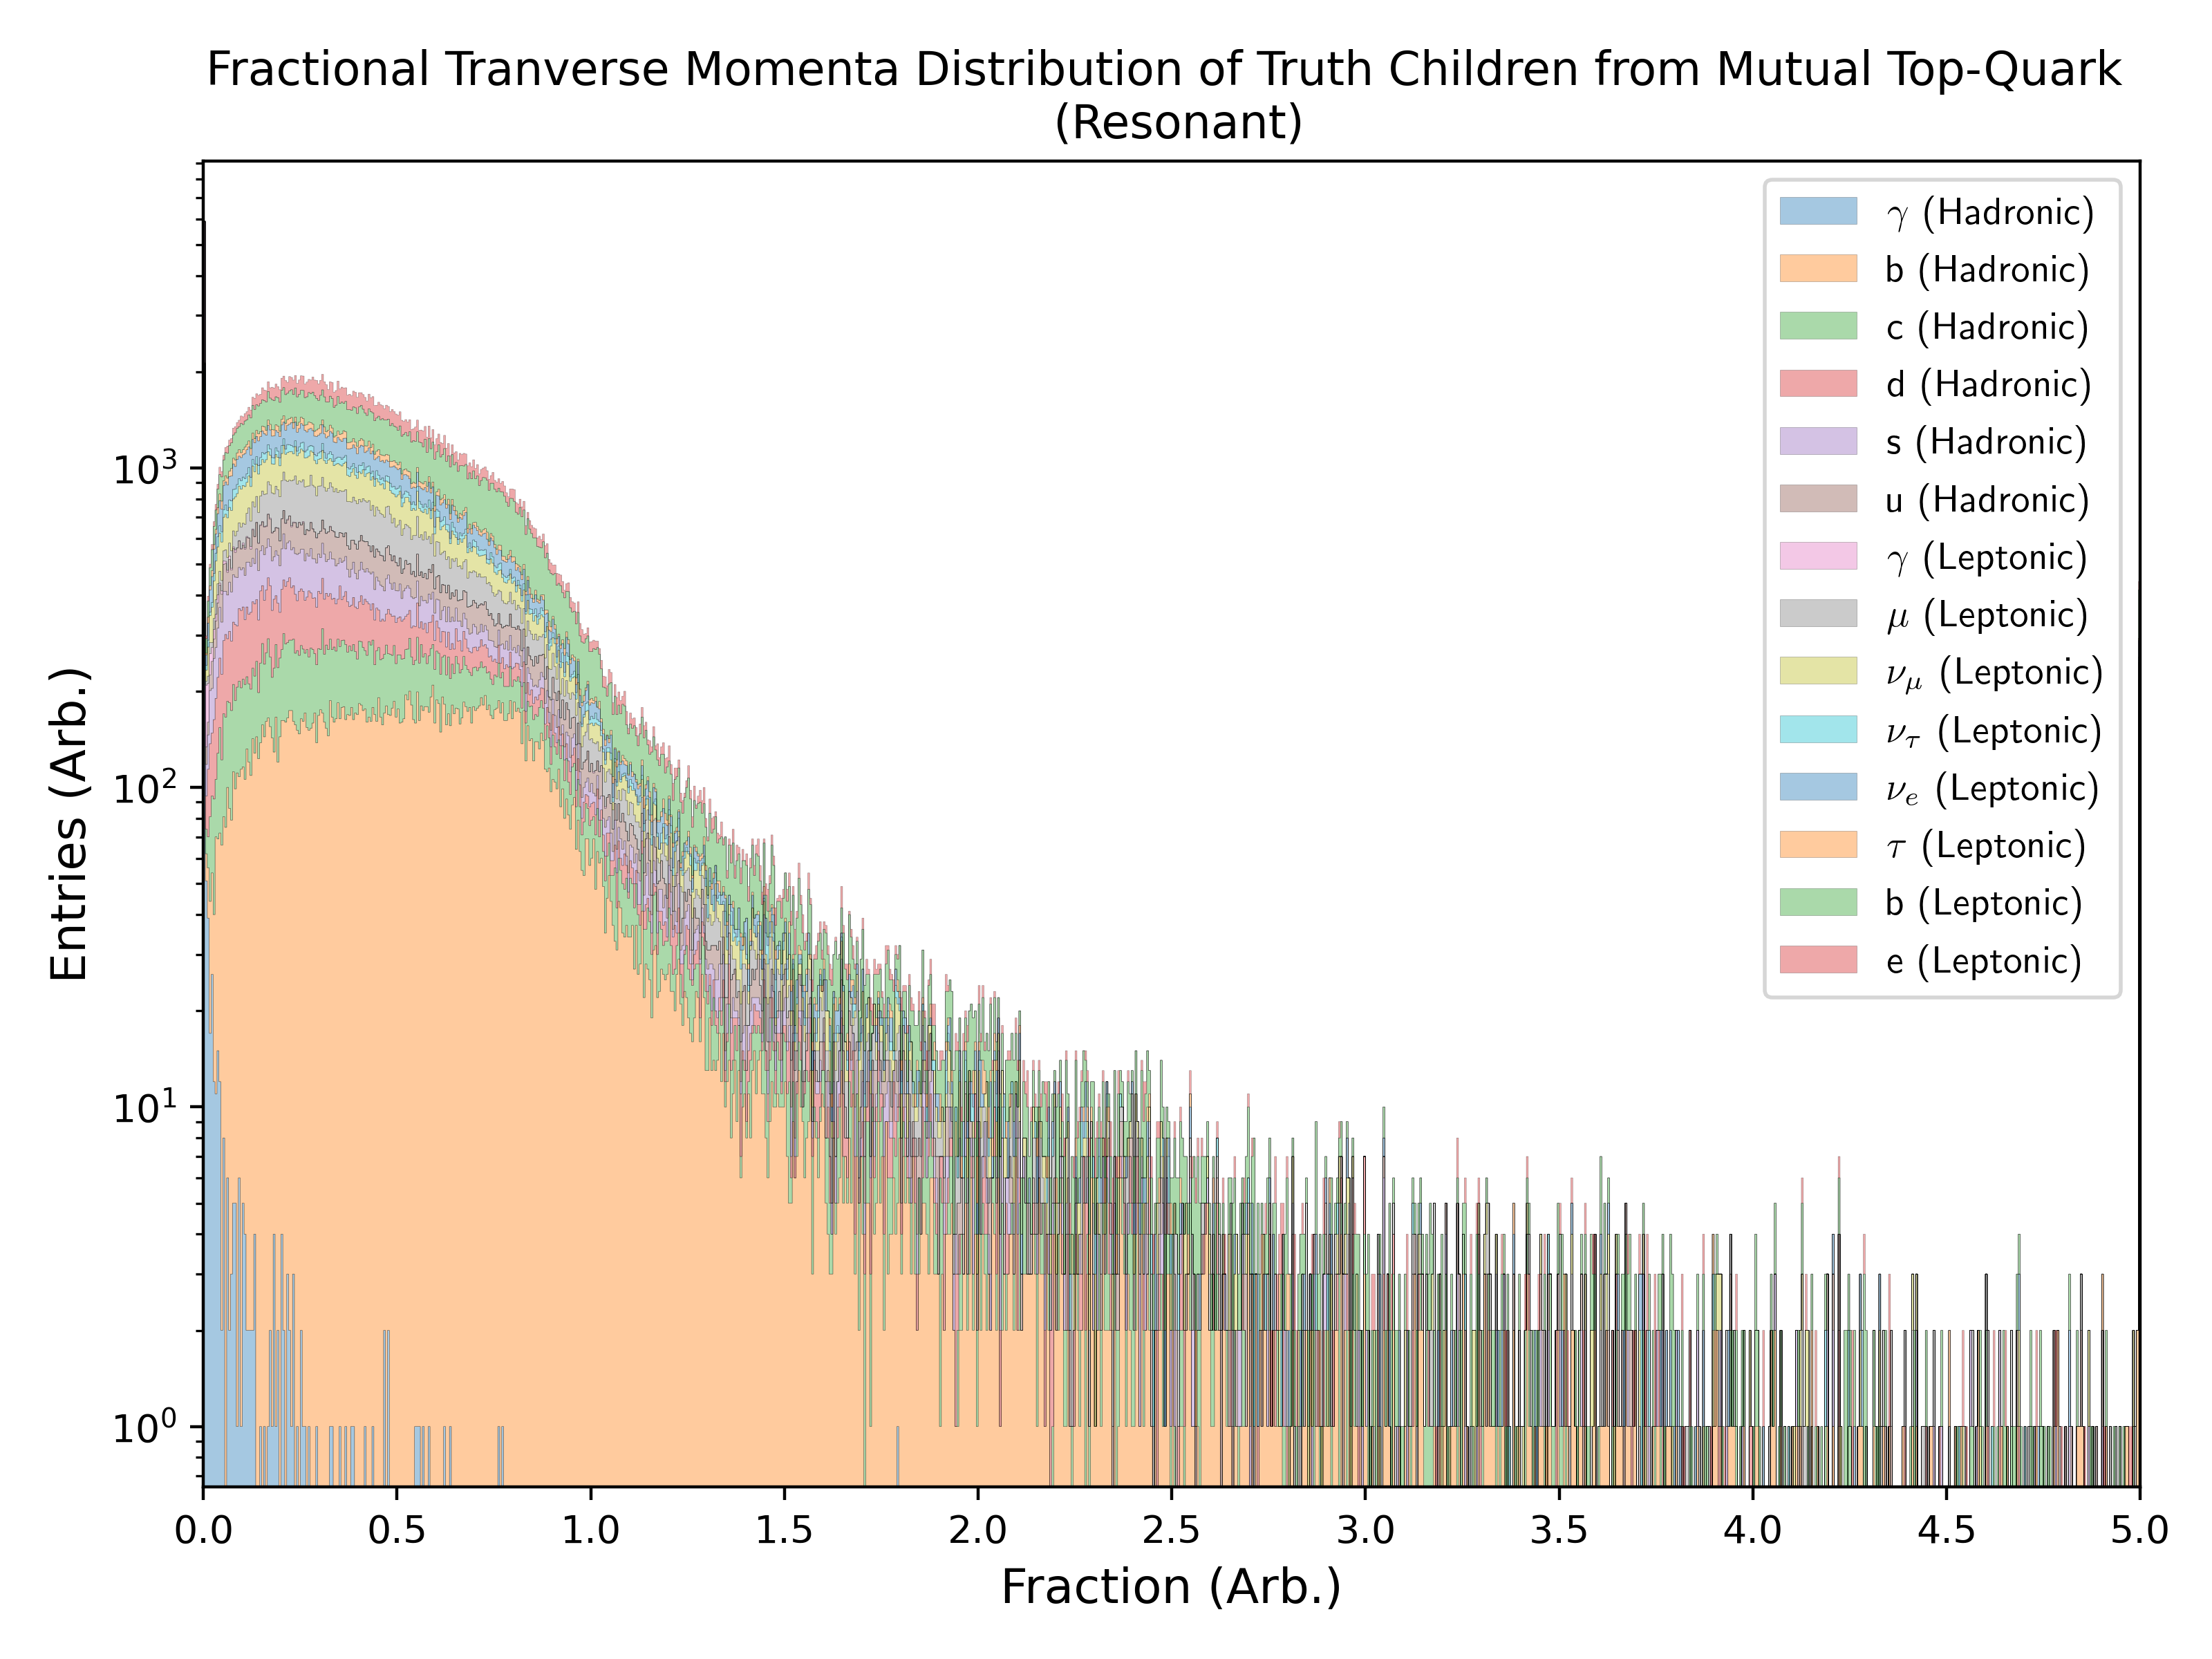 Fractional Tranverse Momenta Distribution of Truth Children from Mutual Top-Quark
(Resonant)
γ (Hadronic)
b (Hadronic)
c (Hadronic)
d (Hadronic)
s (Hadronic)
u (Hadronic)
γ (Leptonic)
μ (Leptonic)
ν_μ (Leptonic)
ν_τ (Leptonic)
ν_e (Leptonic)
τ (Leptonic)
b (Leptonic)
e (Leptonic)
Entries (Arb.)
10³
10²
10¹
10⁰
0.0 0.5 1.0 1.5 2.0 2.5 3.0 3.5 4.0 4.5 5.0
Fraction (Arb.)